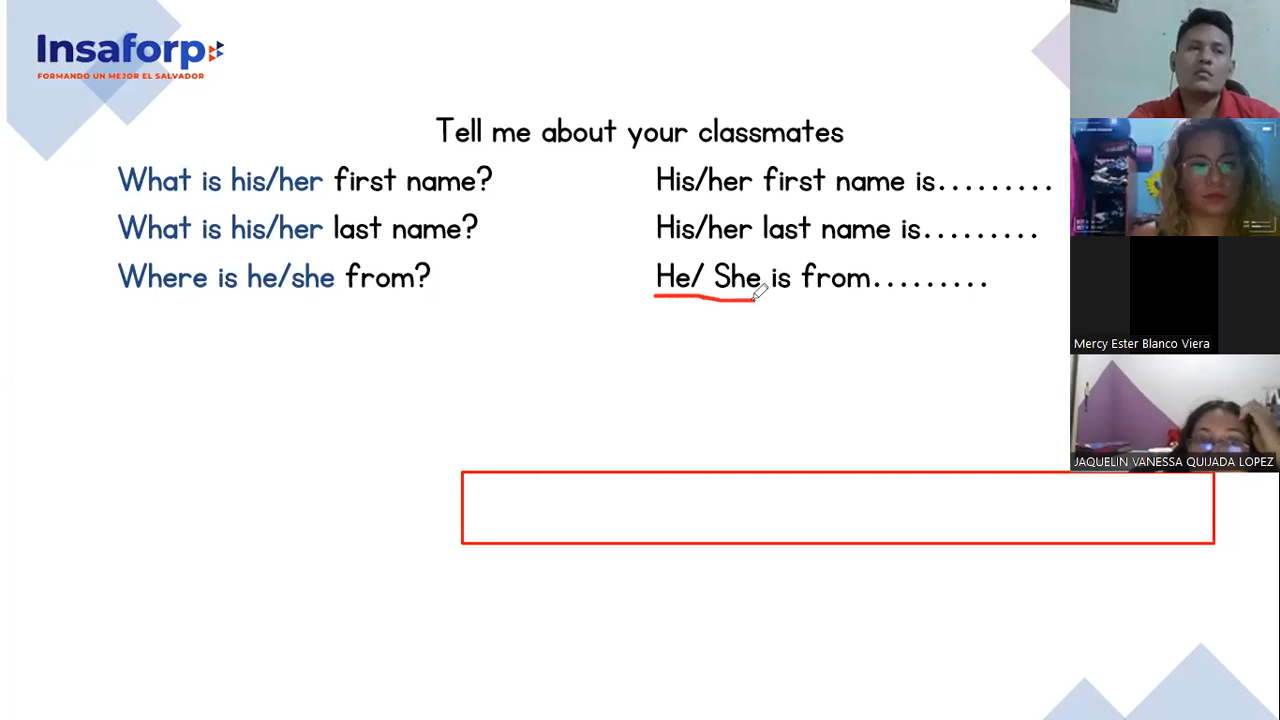 Insaforp
FORMANDO UN MEJOR EL SALVADOR
Tell me about your classmates
What is his/her first name?
His/her first name is.........
What is his/her last name?
His/her last name is.........
Where is he/she from?
He/ She is from.........
Mercy Ester Blanco Viera
JAQUELIN VANESSA QUIJADA LOPEZ